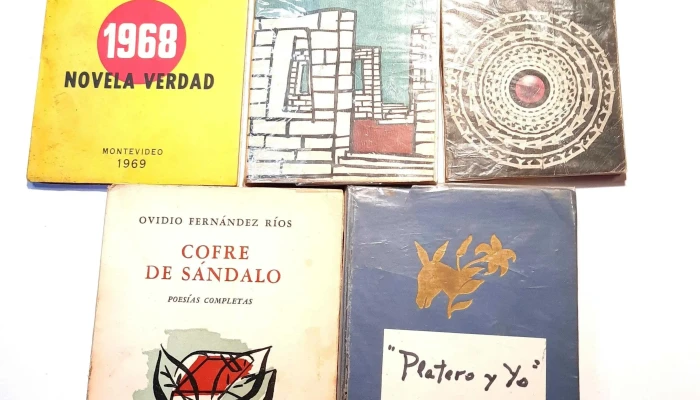 1968
NOVELA VERDAD
MONTEVIDEO
1969
OVIDIO FERNÁNDEZ RÍOS
COFRE
DE SÁNDALO
POESÍAS COMPLETAS
"Platero y Yo"